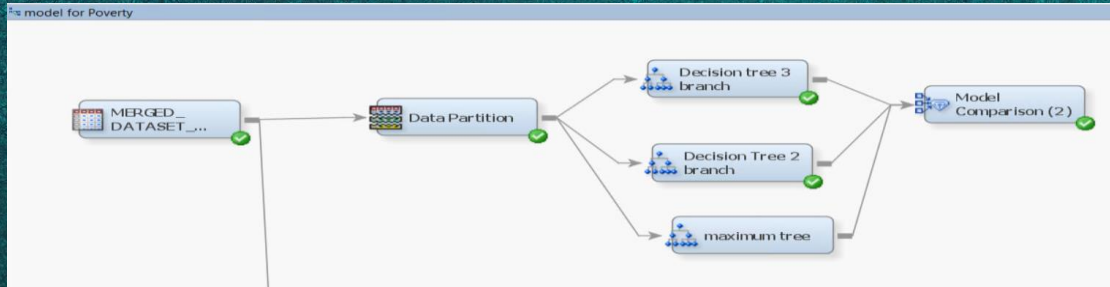 model for Poverty
MERGED_
DATASET_...
Data Partition
Decision tree 3
branch
Decision Tree 2
branch
maximum tree
Model
Comparison (2)